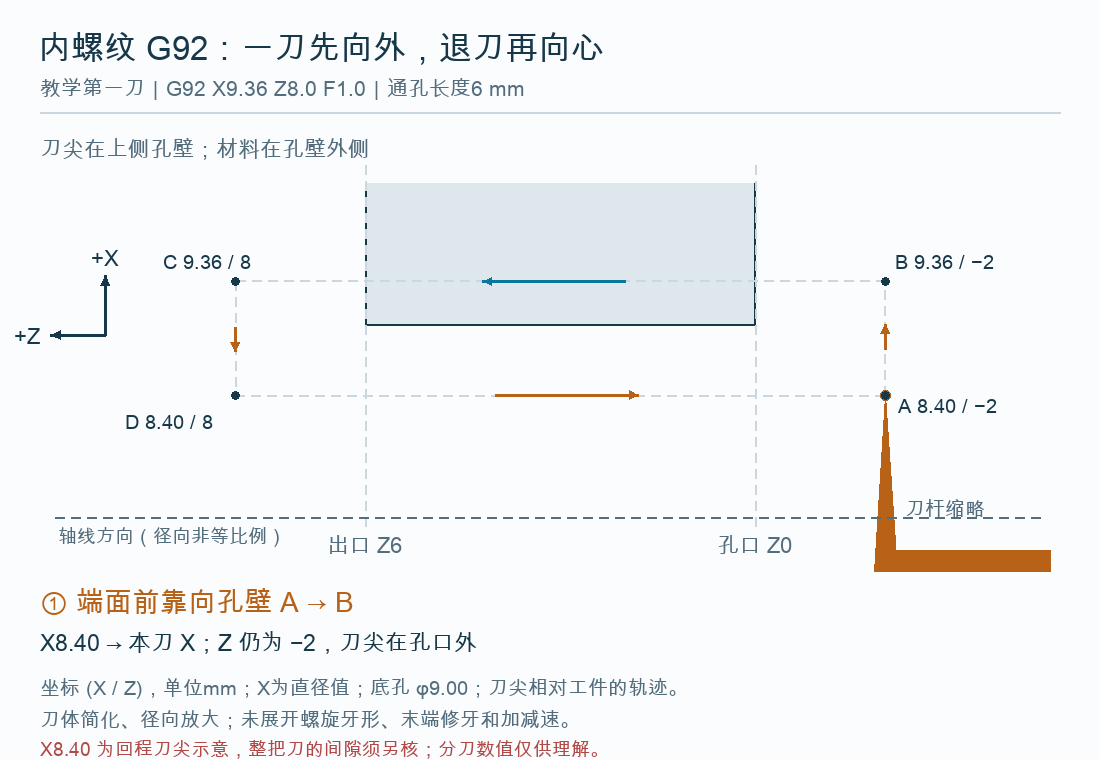 内螺纹 G92：一刀先向外，退刀再向心
教学第一刀 | G92 X9.36 Z8.0 F1.0 | 通孔长度6 mm
刀尖在上侧孔壁；材料在孔壁外侧
+X
C 9.36 / 8
B 9.36 / −2
+Z
D 8.40 / 8
A 8.40 / −2
刀杆缩略
轴线方向（径向非等比例）
出口 Z6
孔口 Z0
① 端面前靠向孔壁 A → B
X8.40 → 本刀 X；Z 仍为 −2，刀尖在孔口外
坐标 (X / Z)，单位mm；X为直径值；底孔 φ9.00；刀尖相对工件的轨迹。
刀体简化、径向放大；未展开螺旋牙形、末端修牙和加减速。
X8.40 为回程刀尖示意，整把刀的间隙须另核；分刀数值仅供理解。